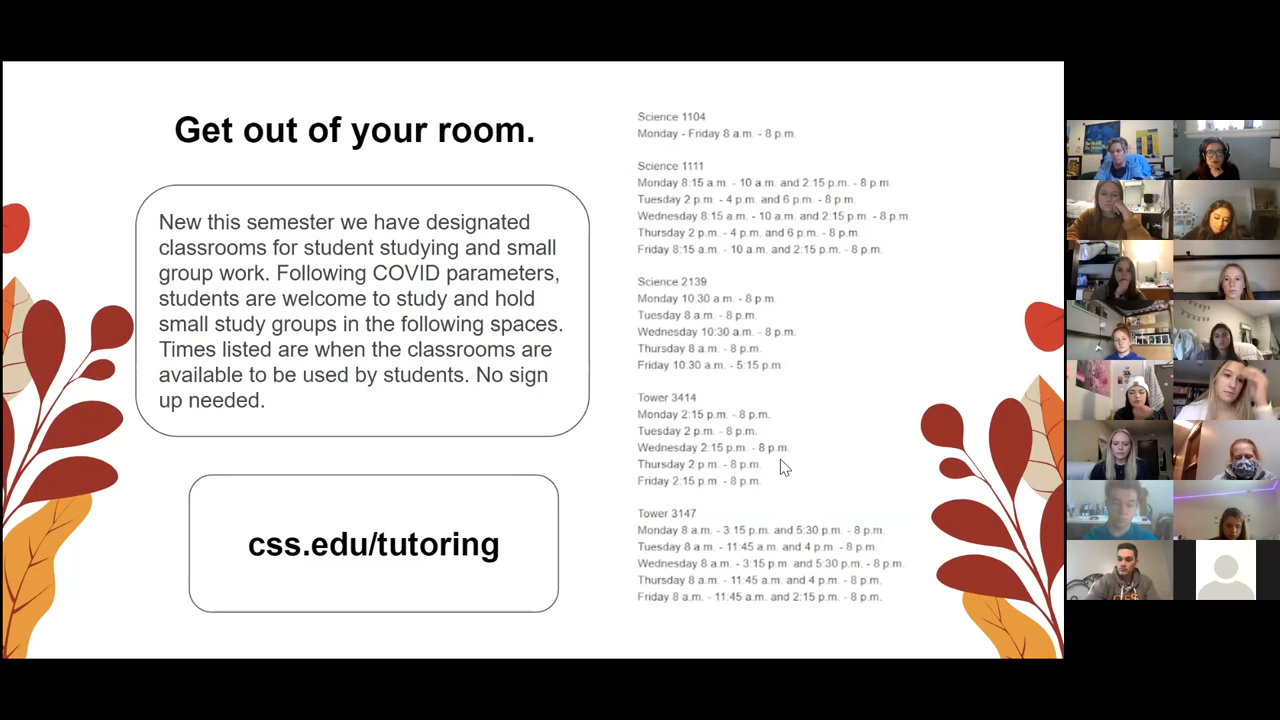 Get out of your room.
New this semester we have designated
classrooms for student studying and small
group work. Following COVID parameters,
students are welcome to study and hold
small study groups in the following spaces.
Times listed are when the classrooms are
available to be used by students. No sign
up needed.
css.edu/tutoring
Science 1104
Monday - Friday 8 a.m. - 8 p.m.
Science 1111
Monday 8:15 a.m. - 10 a.m. and 2:15 p.m. - 8 p.m.
Tuesday 2 p.m. - 4 p.m. and 6 p.m. - 8 p.m.
Wednesday 8:15 a.m. - 10 a.m. and 2:15 p.m. - 8 p.m.
Thursday 2 p.m. - 4 p.m. and 6 p.m. - 8 p.m.
Friday 8:15 a.m. - 10 a.m. and 2:15 p.m. - 8 p.m.
Science 2139
Monday 10:30 a.m. - 8 p.m.
Tuesday 8 a.m. - 8 p.m.
Wednesday 10:30 a.m. - 8 p.m.
Thursday 8 a.m. - 8 p.m.
Friday 10:30 a.m. - 5:15 p.m
Tower 3414
Monday 2:15 p.m. - 8 p.m.
Tuesday 2 p.m. - 8 p.m.
Wednesday 2:15 p.m. - 8 p.m.
Thursday 2 p.m. - 8 p.m.
Friday 2:15 p.m - 8 p.m.
Tower 3147
Monday 8 a.m. - 3:15 p.m. and 5:30 p.m. - 8 p.m.
Tuesday 8 a.m. - 11:45 a.m. and 4 p.m. - 8 p.m.
Wednesday 8 a.m. - 3:15 p.m. and 5:30 p.m. - 8 p.m.
Thursday 8 a.m. - 11:45 a.m. and 4 p.m. - 8 p.m.
Friday 8 a.m. - 11:45 a.m. and 2:15 p.m. - 8 p.m.